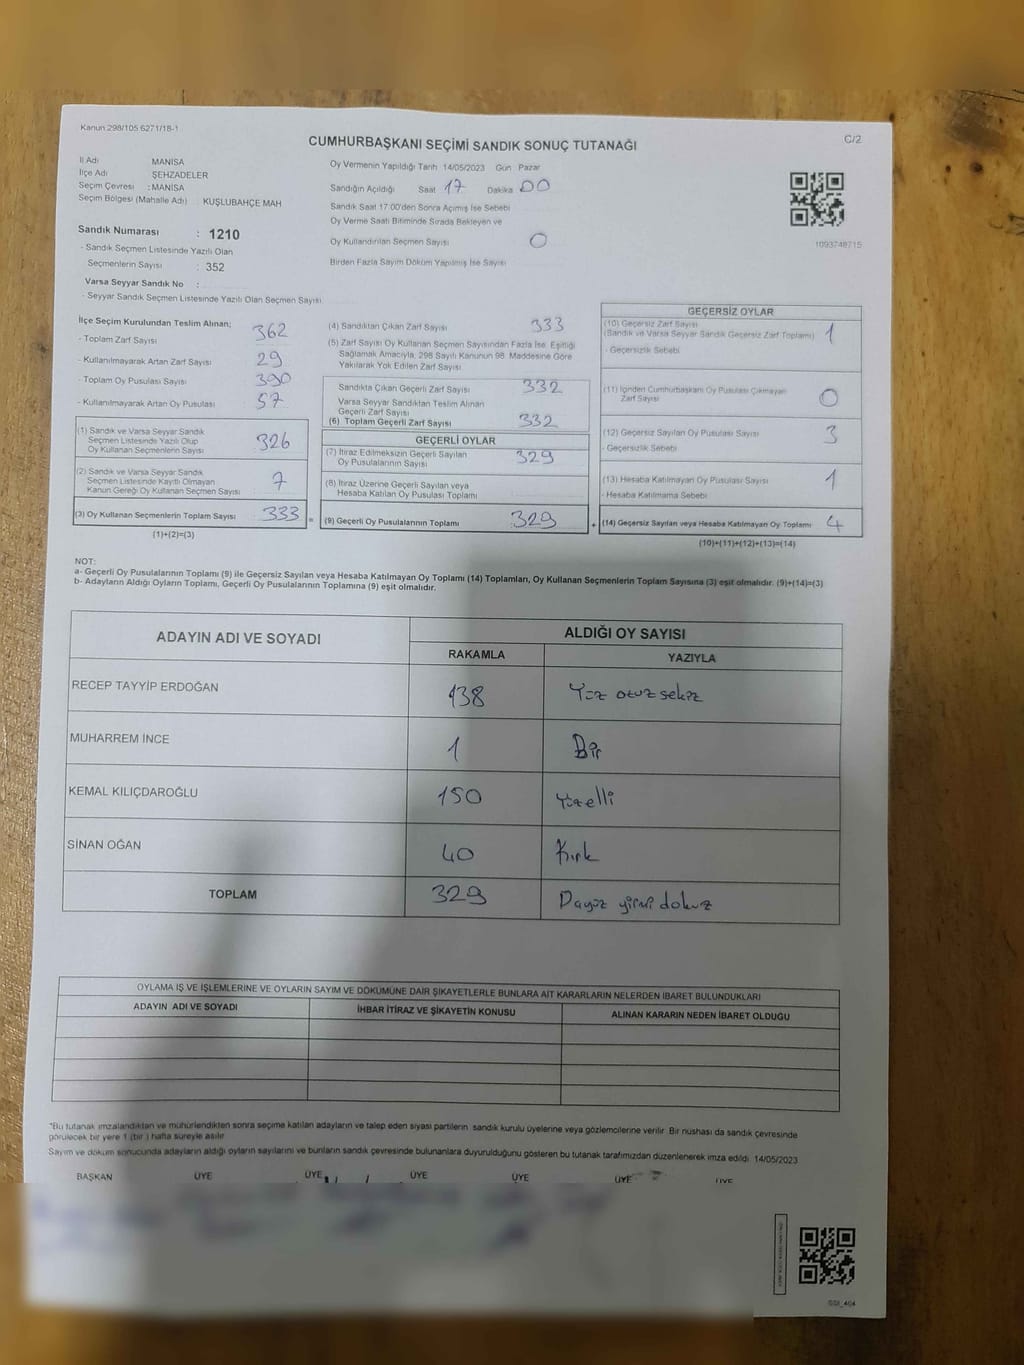 Kanun 298/105 6271/18-1
C/2
CUMHURBAŞKANI SEÇİMİ SANDIK SONUÇ TUTANAĞI
İl Adı MANİSA
İlçe Adı ŞEHZADELER
Seçim Çevresi : MANİSA
Seçim Bölgesi (Mahalle Adı) : KUŞLUBAHÇE MAH
Sandık Numarası : 1210
- Sandık Seçmen Listesinde Yazılı Olan
Seçmenlerin Sayısı : 352
Varsa Seyyar Sandık No :
- Seyyar Sandık Seçmen Listesinde Yazılı Olan Seçmen Sayısı
Oy Vermenin Yapıldığı Tarih 14/05/2023 Gün Pazar
Sandığın Açıldığı Saat 17 Dakika 00
Sandık Saat 17:00'den Sonra Açımış İse Sebebi
Oy Verme Saati Bitiminde Sırada Bekleyen ve
Oy Kullandırılan Seçmen Sayısı 0
Birden Fazla Sayım Döküm Yapılmış İse Sayısı
1093748715
İlçe Seçim Kurulundan Teslim Alınan;
- Toplam Zarf Sayısı 362
- Kullanılmayarak Artan Zarf Sayısı 29
- Toplam Oy Pusulası Sayısı 390
- Kullanılmayarak Artan Oy Pusulası 57
(1) Sandık ve Varsa Seyyar Sandık
Seçmen Listesinde Yazılı Olup
Oy Kullanan Seçmenlerin Sayısı 326
(2) Sandık ve Varsa Seyyar Sandık
Seçmen Listesinde Kayıtlı Olmayan
Kanun Gereği Oy Kullanan Seçmen Sayısı 7
(3) Oy Kullanan Seçmenlerin Toplam Sayısı 333 =
(1)+(2)=(3)
(4) Sandıktan Çıkan Zarf Sayısı 333
(5) Zarf Sayısı Oy Kullanan Seçmen Sayısından Fazla İse, Eşitliği
Sağlamak Amacıyla, 298 Sayılı Kanunun 98. Maddesine Göre
Yakılarak Yok Edilen Zarf Sayısı
Sandıkta Çıkan Geçerli Zarf Sayısı 332
Varsa Seyyar Sandıktan Teslim Alınan
Geçerli Zarf Sayısı
(6) Toplam Geçerli Zarf Sayısı 332
GEÇERLİ OYLAR
(7) İtiraz Edilmeksizin Geçerli Sayılan
Oy Pusulalarının Sayısı 329
(8) İtiraz Üzerine Geçerli Sayılan veya
Hesaba Katılan Oy Pusulası Toplamı
(9) Geçerli Oy Pusulalarının Toplamı 329 +
GEÇERSİZ OYLAR
(10) Geçersiz Zarf Sayısı
(Sandık ve Varsa Seyyar Sandık Geçersiz Zarf Toplamı) 1
- Geçersizlik Sebebi
(11) İçinden Cumhurbaşkanı Oy Pusulası Çıkmayan
Zarf Sayısı 0
(12) Geçersiz Sayılan Oy Pusulası Sayısı 3
- Geçersizlik Sebebi
(13) Hesaba Katılmayan Oy Pusulası Sayısı 1
- Hesaba Katılmama Sebebi
(14) Geçersiz Sayılan veya Hesaba Katılmayan Oy Toplamı 4
(10)+(11)+(12)+(13)=(14)
NOT:
a- Geçerli Oy Pusulalarının Toplamı (9) ile Geçersiz Sayılan veya Hesaba Katılmayan Oy Toplamı (14) Toplamları, Oy Kullanan Seçmenlerin Toplam Sayısına (3) eşit olmalıdır. (9)+(14)=(3)
b- Adayların Aldığı Oyların Toplamı, Geçerli Oy Pusulalarının Toplamına (9) eşit olmalıdır.
ADAYIN ADI VE SOYADI
ALDIĞI OY SAYISI
RAKAMLA YAZIYLA
RECEP TAYYİP ERDOĞAN 138 Yüz otuz sekiz
MUHARREM İNCE 1 Bir
KEMAL KILIÇDAROĞLU 150 Yüzelli
SİNAN OĞAN 40 Kırk
TOPLAM 329 yirmi dokuz
OYLAMA İŞ VE İŞLEMLERİNE VE OYLARIN SAYIM VE DÖKÜMÜNE DAİR ŞİKAYETLERLE BUNLARA AİT KARARLARIN NELERDEN İBARET BULUNDUKLARI
ADAYIN ADI VE SOYADI İHBAR İTİRAZ VE ŞİKAYETİN KONUSU ALINAN KARARIN NEDEN İBARET OLDUĞU
"Bu tutanak imzalandıktan ve mühürlendikten sonra seçime katılan adayların ve talep eden siyasi partilerin sandık kurulu üyelerine veya gözlemcilerine verilir. Bir nüshası da sandık çevresinde
görülecek bir yere 1 (bir ) hafta süreyle asılır
Sayım ve döküm sonucunda adayların aldığı oyların sayılarını ve bunların sandık çevresinde bulunanlara duyurulduğunu gösteren bu tutanak tarafımızdan düzenlenerek imza edildi. 14/05/2023
BAŞKAN ÜYE ÜYE ÜYE ÜYE ÜYE ÜYE